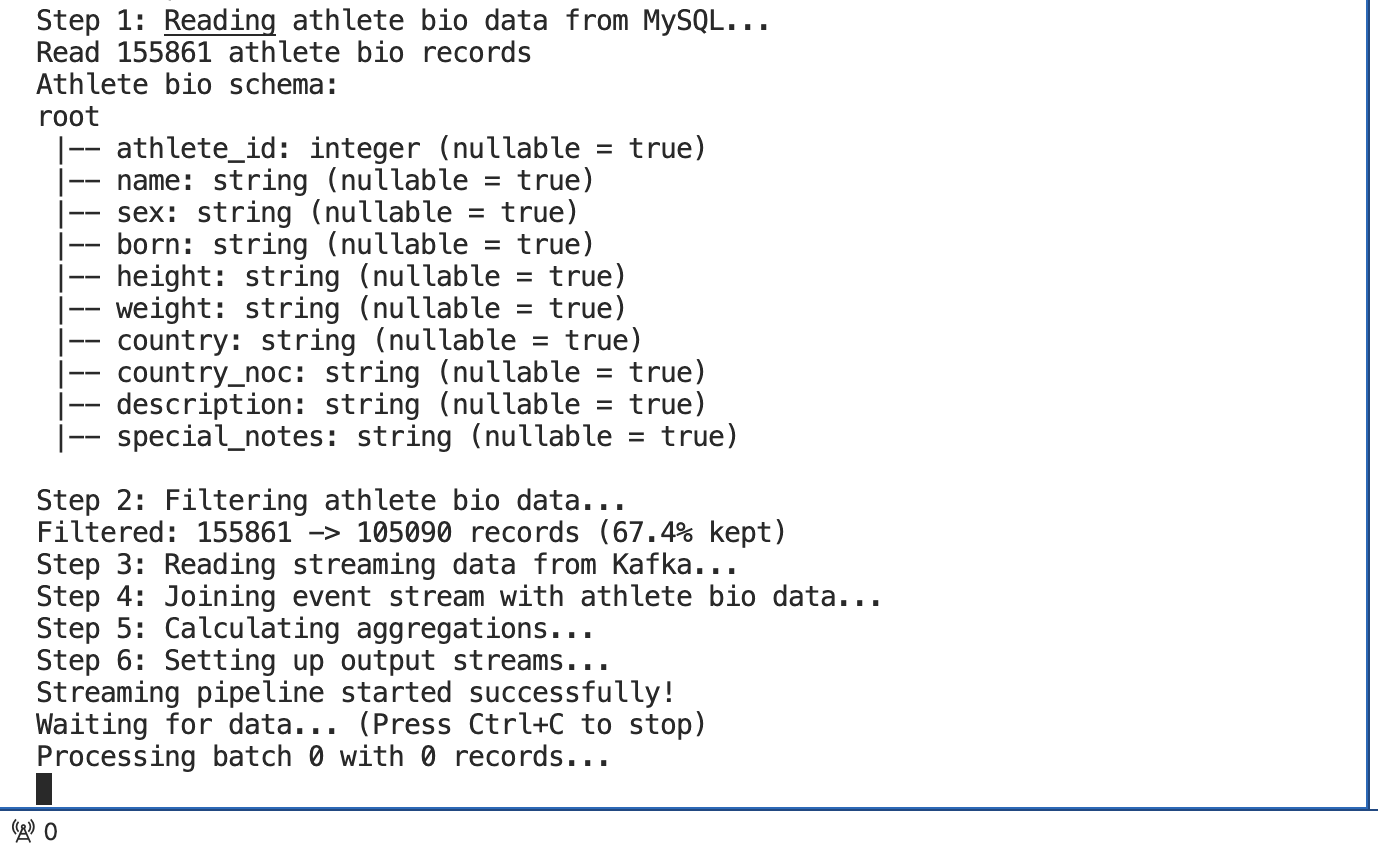 Step 1: Reading athlete bio data from MySQL...
Read 155861 athlete bio records
Athlete bio schema:
root
 |-- athlete_id: integer (nullable = true)
 |-- name: string (nullable = true)
 |-- sex: string (nullable = true)
 |-- born: string (nullable = true)
 |-- height: string (nullable = true)
 |-- weight: string (nullable = true)
 |-- country: string (nullable = true)
 |-- country_noc: string (nullable = true)
 |-- description: string (nullable = true)
 |-- special_notes: string (nullable = true)

Step 2: Filtering athlete bio data...
Filtered: 155861 -> 105090 records (67.4% kept)
Step 3: Reading streaming data from Kafka...
Step 4: Joining event stream with athlete bio data...
Step 5: Calculating aggregations...
Step 6: Setting up output streams...
Streaming pipeline started successfully!
Waiting for data... (Press Ctrl+C to stop)
Processing batch 0 with 0 records...
0